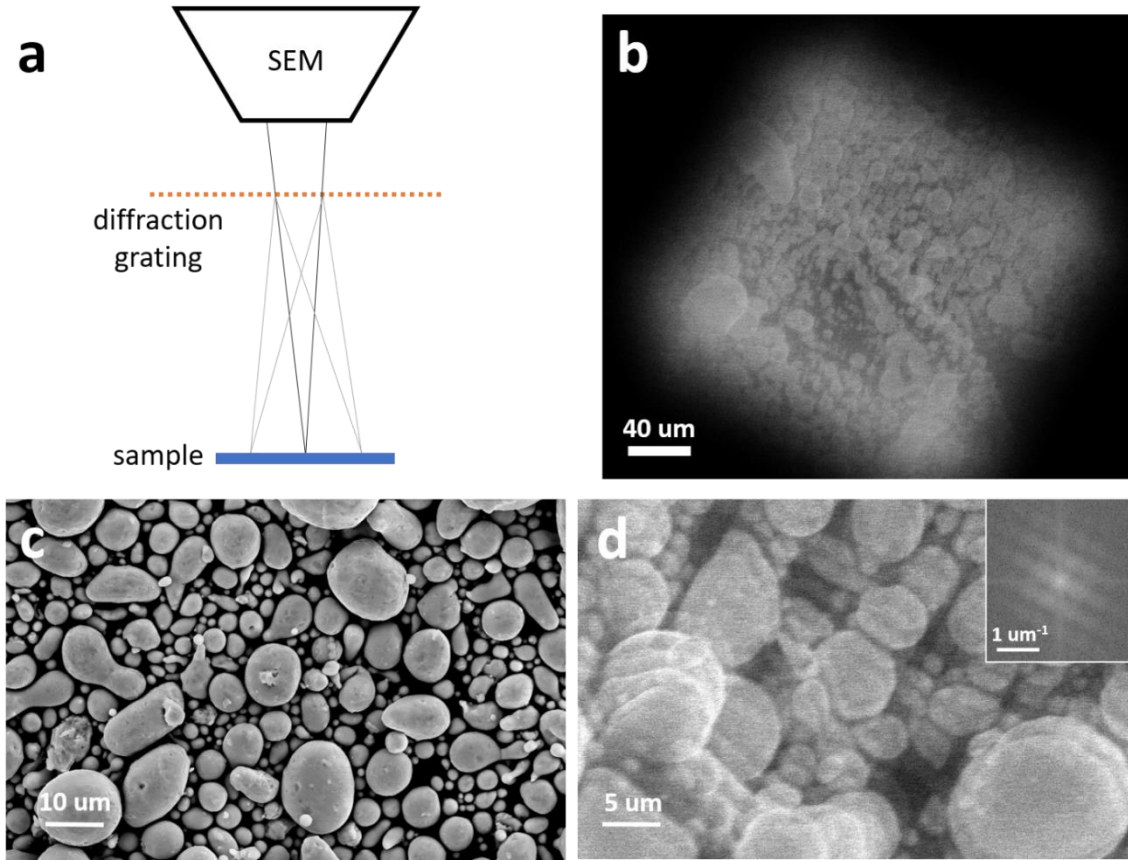 a
SEM
diffraction
grating
sample
b
40 um
c
10 um
d
1 um⁻¹
5 um